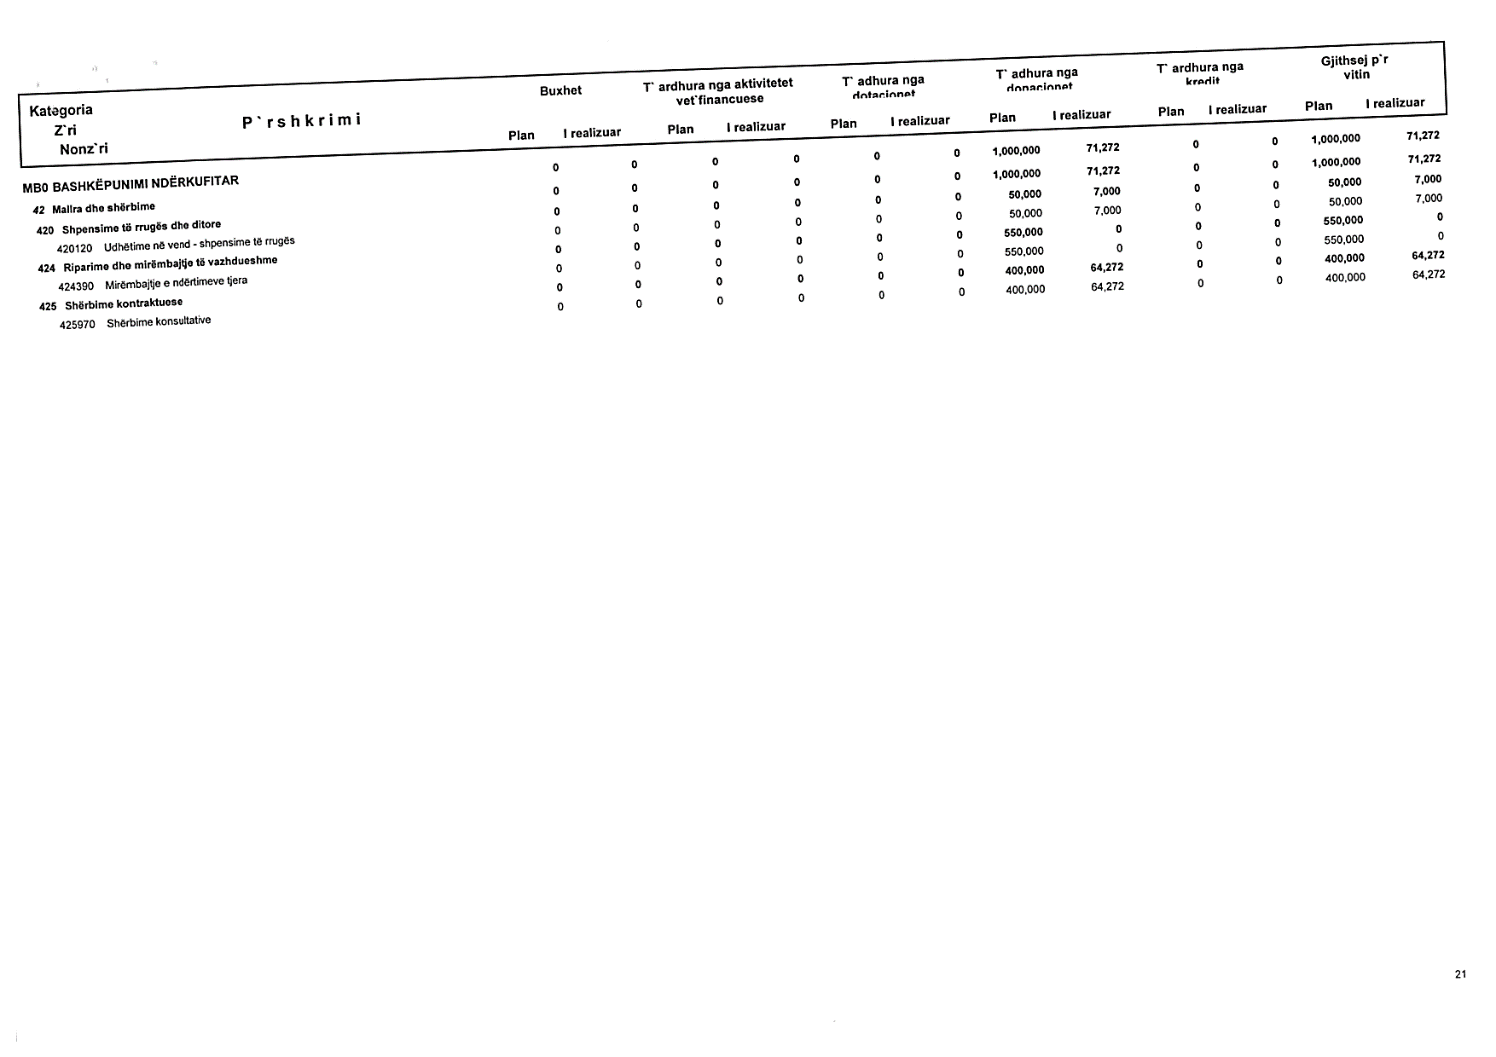 Kategoria
Z`ri
Nonz`ri
P`rshkrimi
Buxhet
T` ardhura nga aktivitetet
vet`financuese
T` adhura nga
dotacionet
T` adhura nga
donacionet
T` ardhura nga
kredit
Gjithsej p`r
vitin
Plan I realizuar Plan I realizuar Plan I realizuar Plan I realizuar Plan I realizuar Plan I realizuar
MB0 BASHKËPUNIMI NDËRKUFITAR 0 0 0 0 0 0 1,000,000 71,272 0 0 1,000,000 71,272
42 Mallra dhe shërbime 0 0 0 0 0 0 1,000,000 71,272 0 0 1,000,000 71,272
420 Shpensime të rrugës dhe ditore 0 0 0 0 0 0 50,000 7,000 0 0 50,000 7,000
420120 Udhëtime në vend - shpensime të rrugës 0 0 0 0 0 0 50,000 7,000 0 0 50,000 7,000
424 Riparime dhe mirëmbajtje të vazhdueshme 0 0 0 0 0 0 550,000 0 0 0 550,000 0
424390 Mirëmbajtje e ndërtimeve tjera 0 0 0 0 0 0 550,000 0 0 0 550,000 0
425 Shërbime kontraktuese 0 0 0 0 0 0 400,000 64,272 0 0 400,000 64,272
425970 Shërbime konsultative 0 0 0 0 0 0 400,000 64,272 0 0 400,000 64,272
21